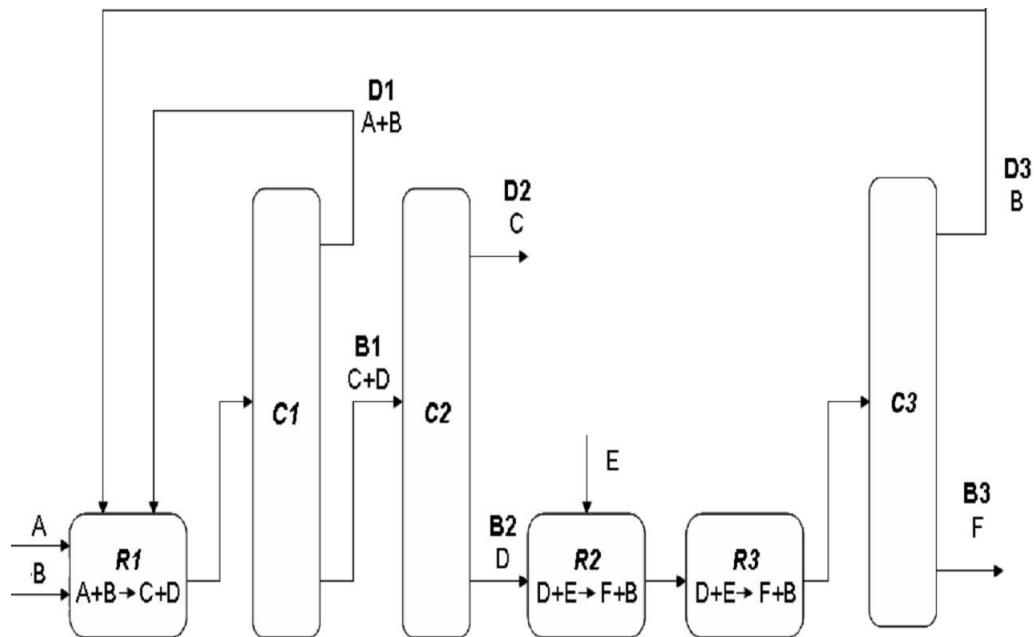 D1
A+B
D2
C
D3
B
B1
C+D
C1
C2
C3
E
B2
D
B3
F
A
B
R1
A+B→C+D
R2
D+E→F+B
R3
D+E→F+B